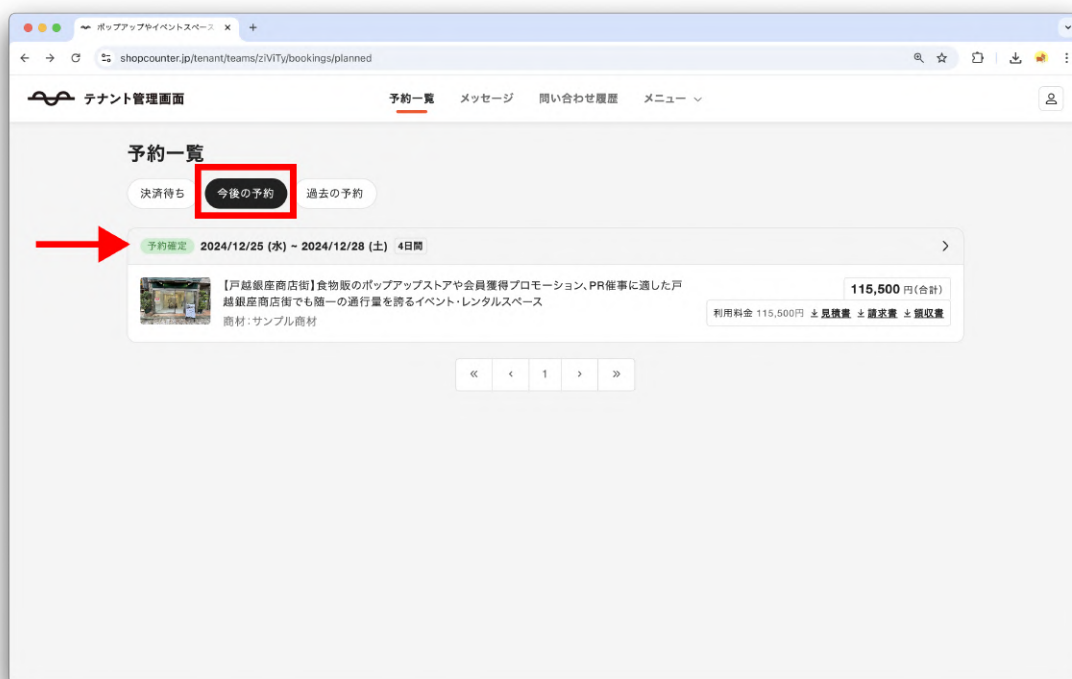 ポップアップやイベントスペース
shopcounter.jp/tenant/teams/ziViTy/bookings/planned
テナント管理画面
予約一覧 メッセージ 問い合わせ履歴 メニュー
予約一覧
決済待ち 今後の予約 過去の予約
予約確定 2024/12/25 (水) ~ 2024/12/28 (土) 4日間
【戸越銀座商店街】食物販のポップアップストアや会員獲得プロモーション、PR催事に適した戸
越銀座商店街でも随一の通行量を誇るイベント・レンタルスペース
商材：サンプル商材
115,500 円(合計)
利用料金 115,500円 見積書 請求書 領収書
« ‹ 1 › »